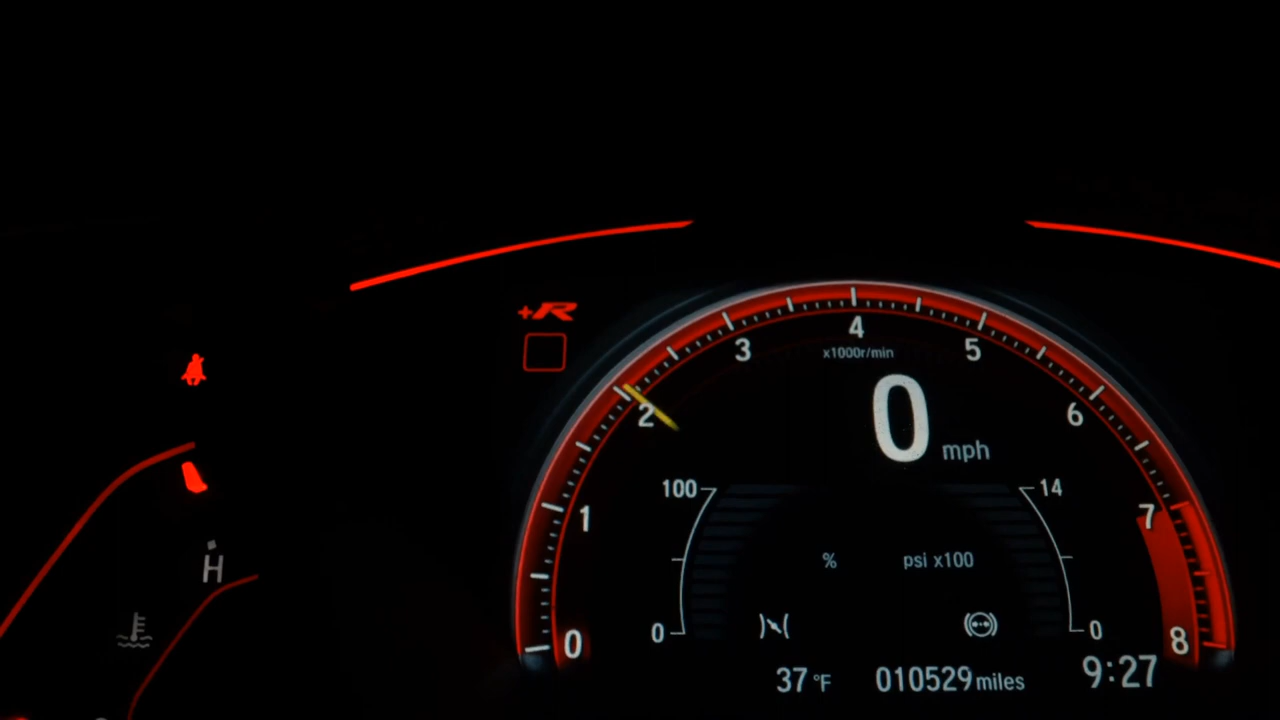 +R
4
3 5
x1000r/min
2 0 mph 6
100 14
1 7
% psi x100
H
0 0 0 8
37 °F 010529 miles 9:27